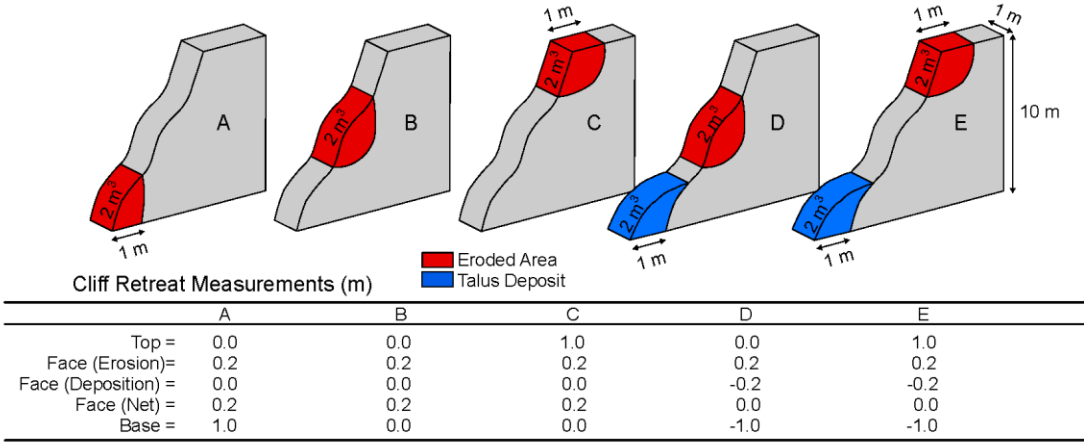 1 m
1 m
1 m
1 m
2 m³
2 m³
2 m³
2 m³
2 m³
A
B
C
D
E
10 m
2 m³
2 m³
1 m
1 m
1 m
Eroded Area
Talus Deposit
Cliff Retreat Measurements (m)
A B C D E
Top = 0.0 0.0 1.0 0.0 1.0
Face (Erosion)= 0.2 0.2 0.2 0.2 0.2
Face (Deposition) = 0.0 0.0 0.0 -0.2 -0.2
Face (Net) = 0.2 0.2 0.2 0.0 0.0
Base = 1.0 0.0 0.0 -1.0 -1.0